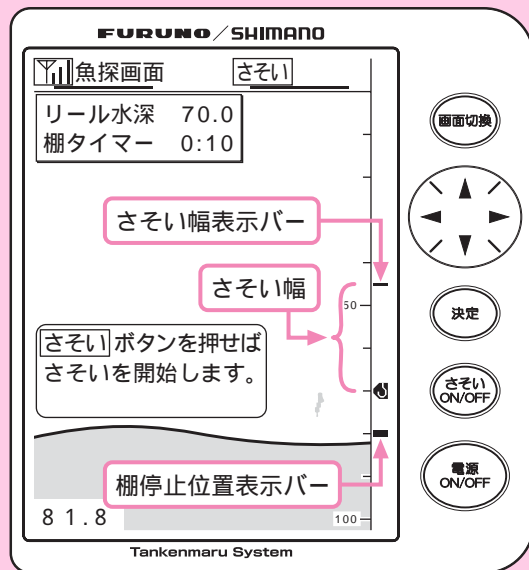 FURUNO/SHIMANO
魚探画面 さそい
リール水深 70.0
棚タイマー 0:10
画面切換
さそい幅表示バー
さそい幅
50
決定
さそい ボタンを押せば
さそいを開始します。
さそい
ON/OFF
電源
ON/OFF
棚停止位置表示バー
81.8
100
Tankenmaru System